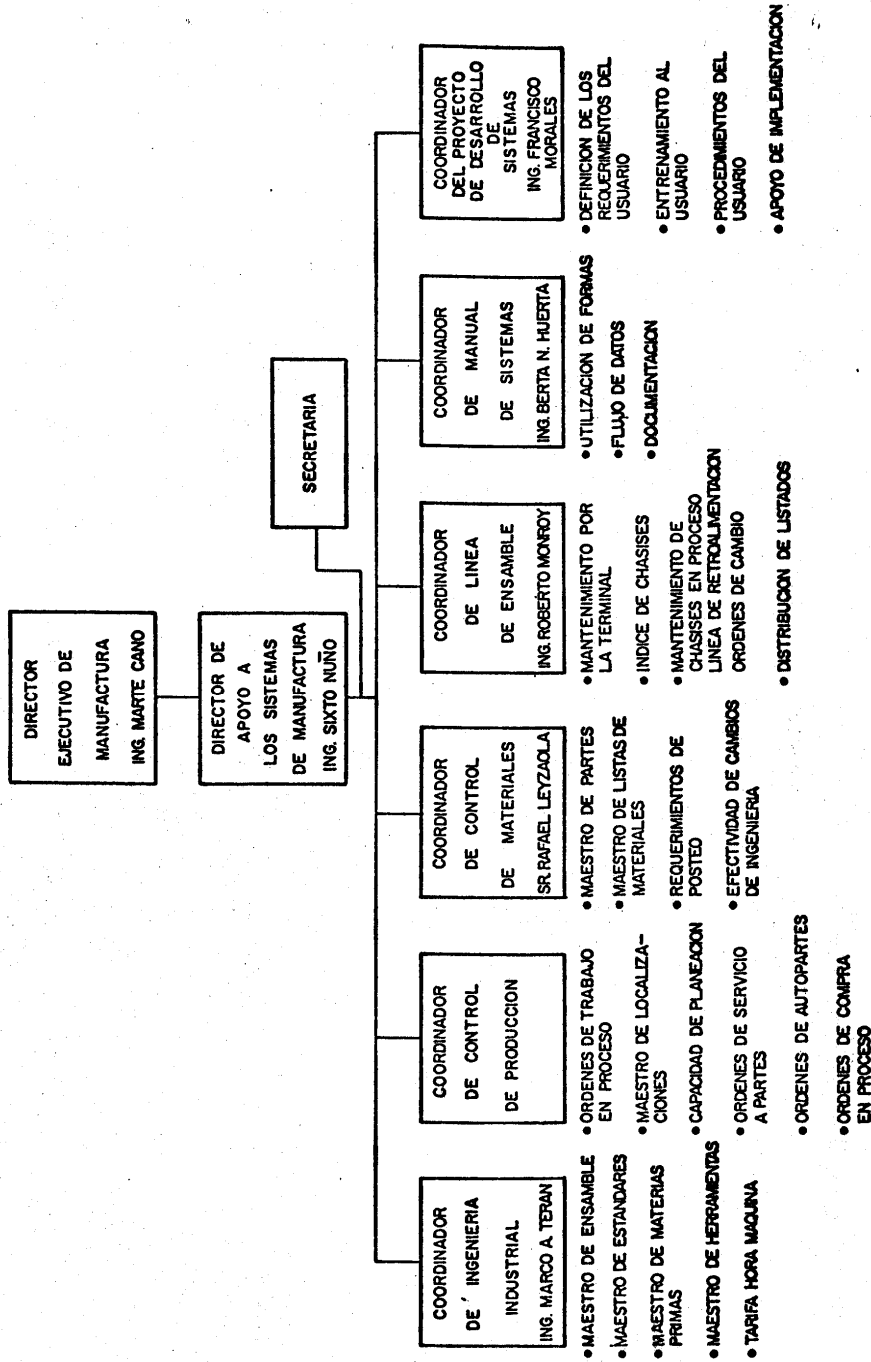 DIRECTOR
EJECUTIVO DE
MANUFACTURA
ING. MARTE CANO
DIRECTOR DE
APOYO A
LOS SISTEMAS
DE MANUFACTURA
ING. SIXTO NUÑO
SECRETARIA
COORDINADOR
DE INGENIERIA
INDUSTRIAL
ING. MARCO A. TERAN
• MAESTRO DE ENSAMBLE
• MAESTRO DE ESTANDARES
• MAESTRO DE MATERIAS
PRIMAS
• MAESTRO DE HERRAMIENTAS
• TARIFA HORA MAQUINA
COORDINADOR
DE CONTROL
DE PRODUCCION
• ORDENES DE TRABAJO
EN PROCESO
• MAESTRO DE LOCALIZA-
CIONES
• CAPACIDAD DE PLANEACION
• ORDENES DE SERVICIO
A PARTES
• ORDENES DE AUTOPARTES
• ORDENES DE COMPRA
EN PROCESO
COORDINADOR
DE CONTROL
DE MATERIALES
SR. RAFAEL LEYZAOLA
• MAESTRO DE PARTES
• MAESTRO DE LISTAS DE
MATERIALES
• REQUERIMIENTOS DE
POSTEO
• EFECTIVIDAD DE CAMBIOS
DE INGENIERIA
COORDINADOR
DE LINEA
DE ENSAMBLE
ING. ROBERTO MONROY
• MANTENIMIENTO POR
LA TERMINAL
• INDICE DE CHASISES
• MANTENIMIENTO DE
CHASISES EN PROCESO
LINEA DE RETROALIMENTACION
ORDENES DE CAMBIO
• DISTRIBUCION DE LISTADOS
COORDINADOR
DE MANUAL
DE SISTEMAS
ING. BERTA N. HUERTA
• UTILIZACION DE FORMAS
• FLUJO DE DATOS
• DOCUMENTACION
COORDINADOR
DEL PROYECTO
DE DESARROLLO
DE
SISTEMAS
ING. FRANCISCO
MORALES
• DEFINICION DE LOS
REQUERIMIENTOS DEL
USUARIO
• ENTRENAMIENTO AL
USUARIO
• PROCEDIMIENTOS DEL
USUARIO
• APOYO DE IMPLEMENTACION